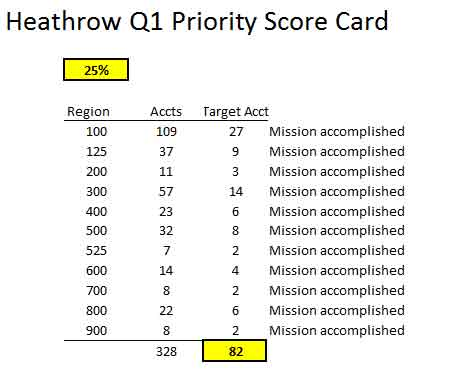 Heathrow Q1 Priority Score Card
25%
Region Accts Target Acct
100 109 27 Mission accomplished
125 37 9 Mission accomplished
200 11 3 Mission accomplished
300 57 14 Mission accomplished
400 23 6 Mission accomplished
500 32 8 Mission accomplished
525 7 2 Mission accomplished
600 14 4 Mission accomplished
700 8 2 Mission accomplished
800 22 6 Mission accomplished
900 8 2 Mission accomplished
328 82